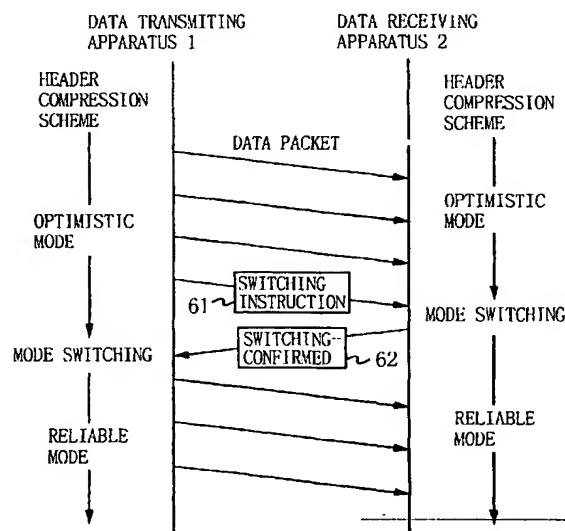 DATA TRANSMITING
APPARATUS 1
DATA RECEIVING
APPARATUS 2
HEADER
COMPRESSION
SCHEME
HEADER
COMPRESSION
SCHEME
DATA PACKET
OPTIMISTIC
MODE
OPTIMISTIC
MODE
SWITCHING
INSTRUCTION
61
MODE SWITCHING
SWITCHING--
CONFIRMED
62
MODE SWITCHING
RELIABLE
MODE
RELIABLE
MODE